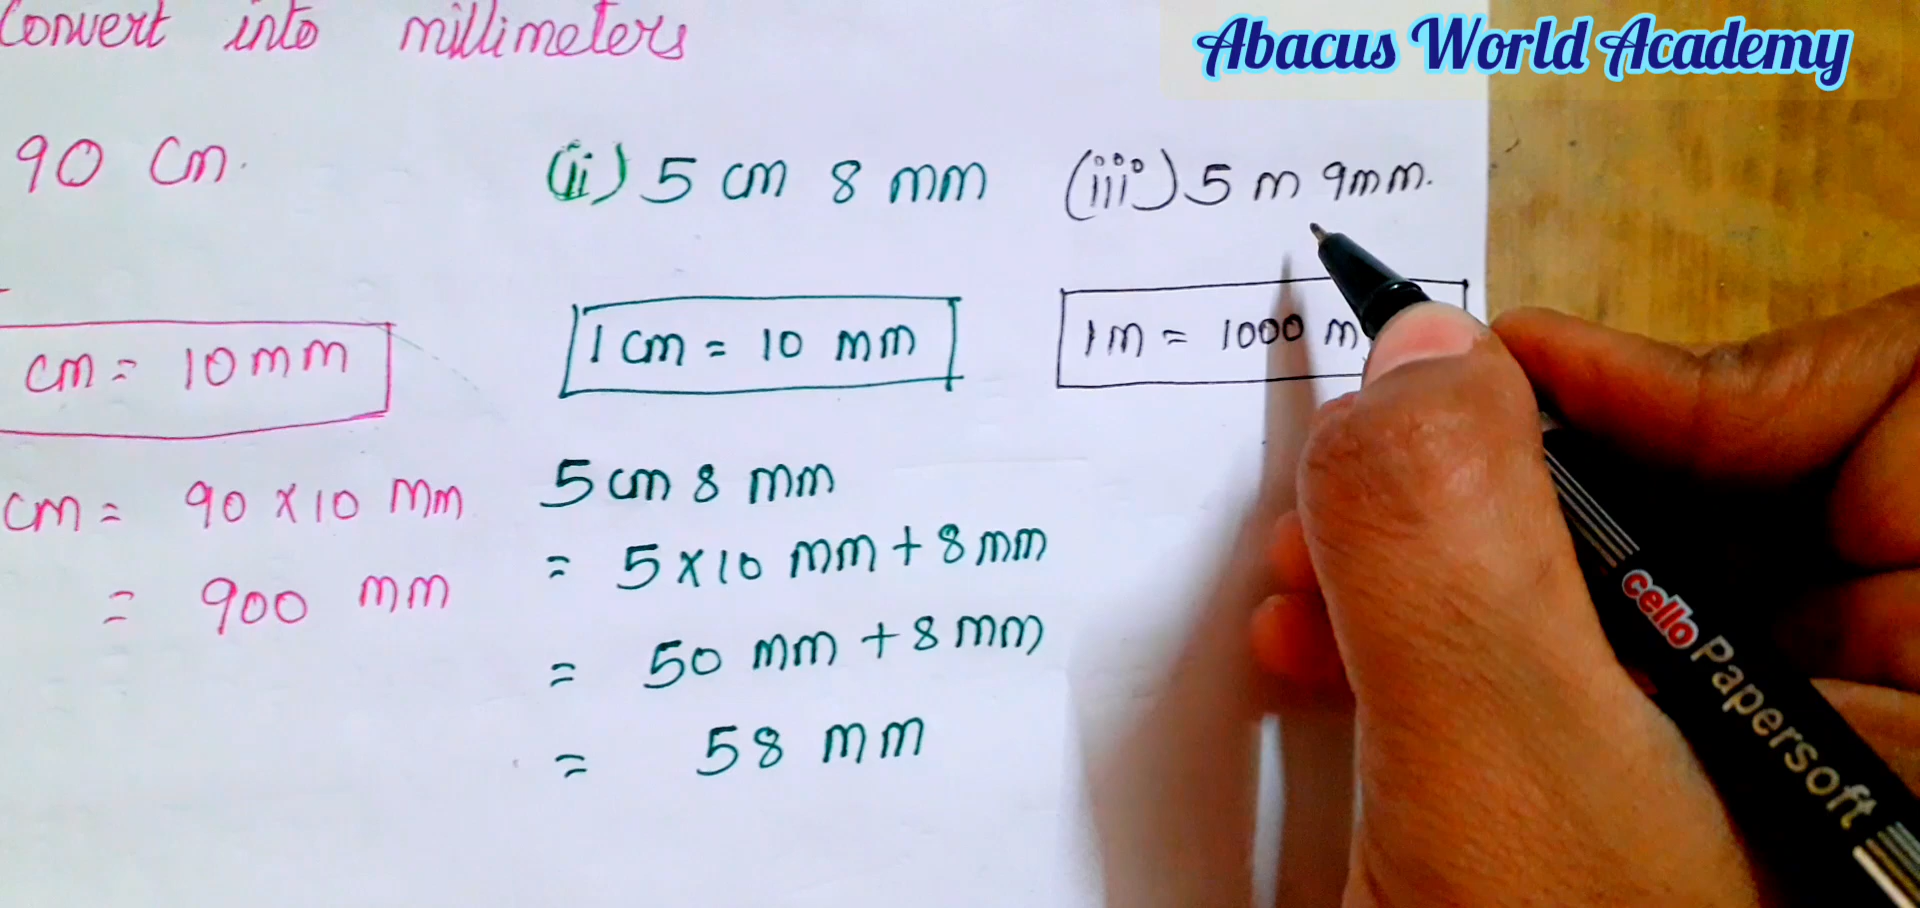 Convert into millimeters
Abacus World Academy
90 Cm.
cm = 10 mm
cm = 90 x 10 Mm
= 900 mm
(ii) 5 cm 8 mm
1 cm = 10 mm
5 cm 8 mm
= 5 x 10 mm + 8 mm
= 50 mm + 8 mm
= 58 mm
(iii) 5 m 9mm.
1 m = 1000 m
cello Papersoft